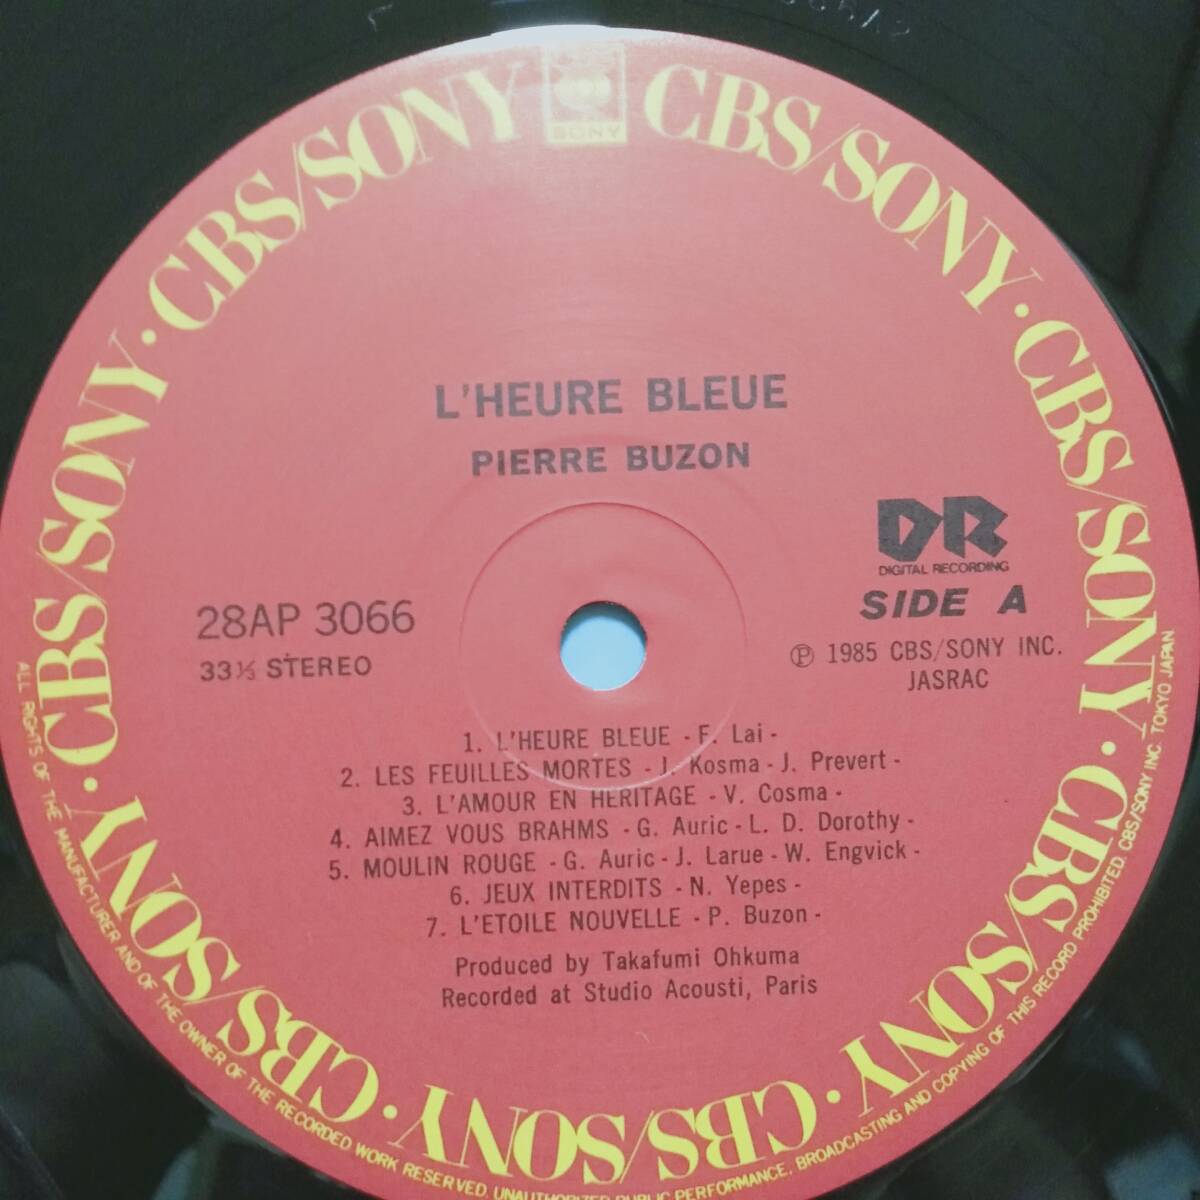 CBS/SONY · CBS/SONY · CBS/SONY · CBS/SONY · CBS/SONY · CBS/SONY · CBS/SONY · CBS/SONY
SONY
L'HEURE BLEUE
PIERRE BUZON
DR
DIGITAL RECORDING
SIDE A
28AP 3066
33⅓ STEREO
Ⓟ 1985 CBS/SONY INC.
JASRAC
1. L'HEURE BLEUE - F. Lai -
2. LES FEUILLES MORTES - J. Kosma - J. Prevert -
3. L'AMOUR EN HERITAGE - V. Cosma -
4. AIMEZ VOUS BRAHMS - G. Auric - L. D. Dorothy -
5. MOULIN ROUGE - G. Auric - J. Larue - W. Engvick -
6. JEUX INTERDITS - N. Yepes -
7. L'ETOILE NOUVELLE - P. Buzon -
Produced by Takafumi Ohkuma
Recorded at Studio Acousti, Paris
ALL RIGHTS OF THE MANUFACTURER AND OF THE OWNER OF THE RECORDED WORK RESERVED. UNAUTHORIZED PUBLIC PERFORMANCE, BROADCASTING AND COPYING OF THIS RECORD PROHIBITED. CBS/SONY INC. TOKYO JAPAN